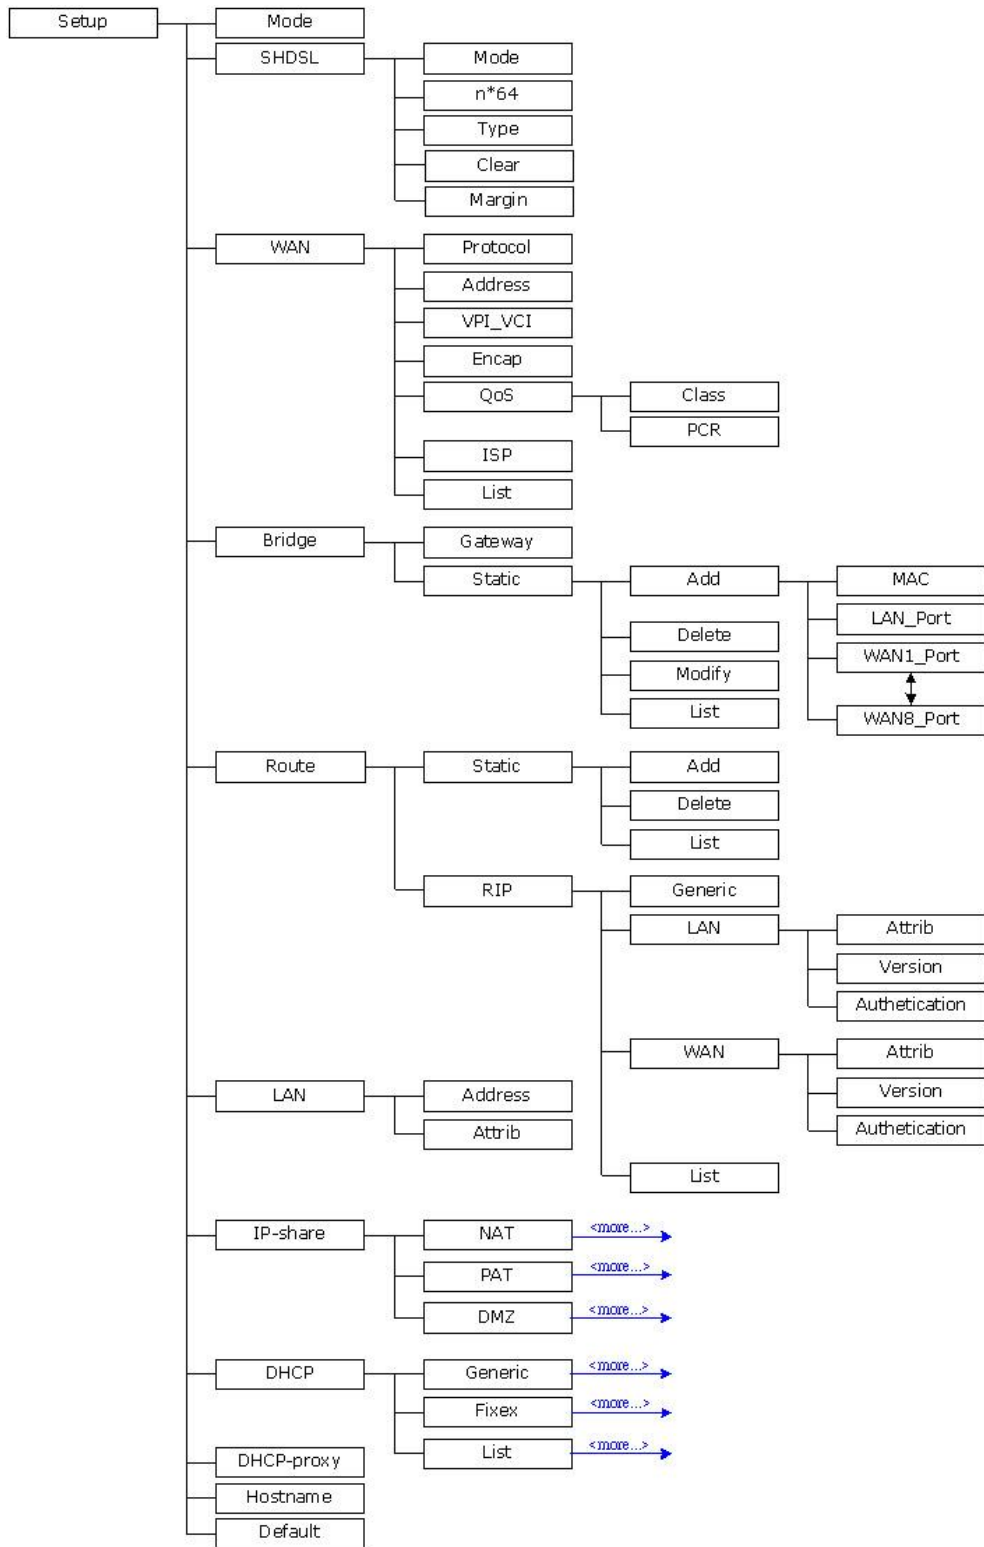 Setup
Mode
SHDSL
Mode
n*64
Type
Clear
Margin
WAN
Protocol
Address
VPI_VCI
Encap
QoS
Class
PCR
ISP
List
Bridge
Gateway
Static
Add
MAC
LAN_Port
WAN1_Port
WAN8_Port
Delete
Modify
List
Route
Static
Add
Delete
List
RIP
Generic
LAN
Attrib
Version
Authetication
WAN
Attrib
Version
Authetication
List
LAN
Address
Attrib
IP-share
NAT
<more...>
PAT
<more...>
DMZ
<more...>
DHCP
Generic
<more...>
Fixex
<more...>
List
<more...>
DHCP-proxy
Hostname
Default